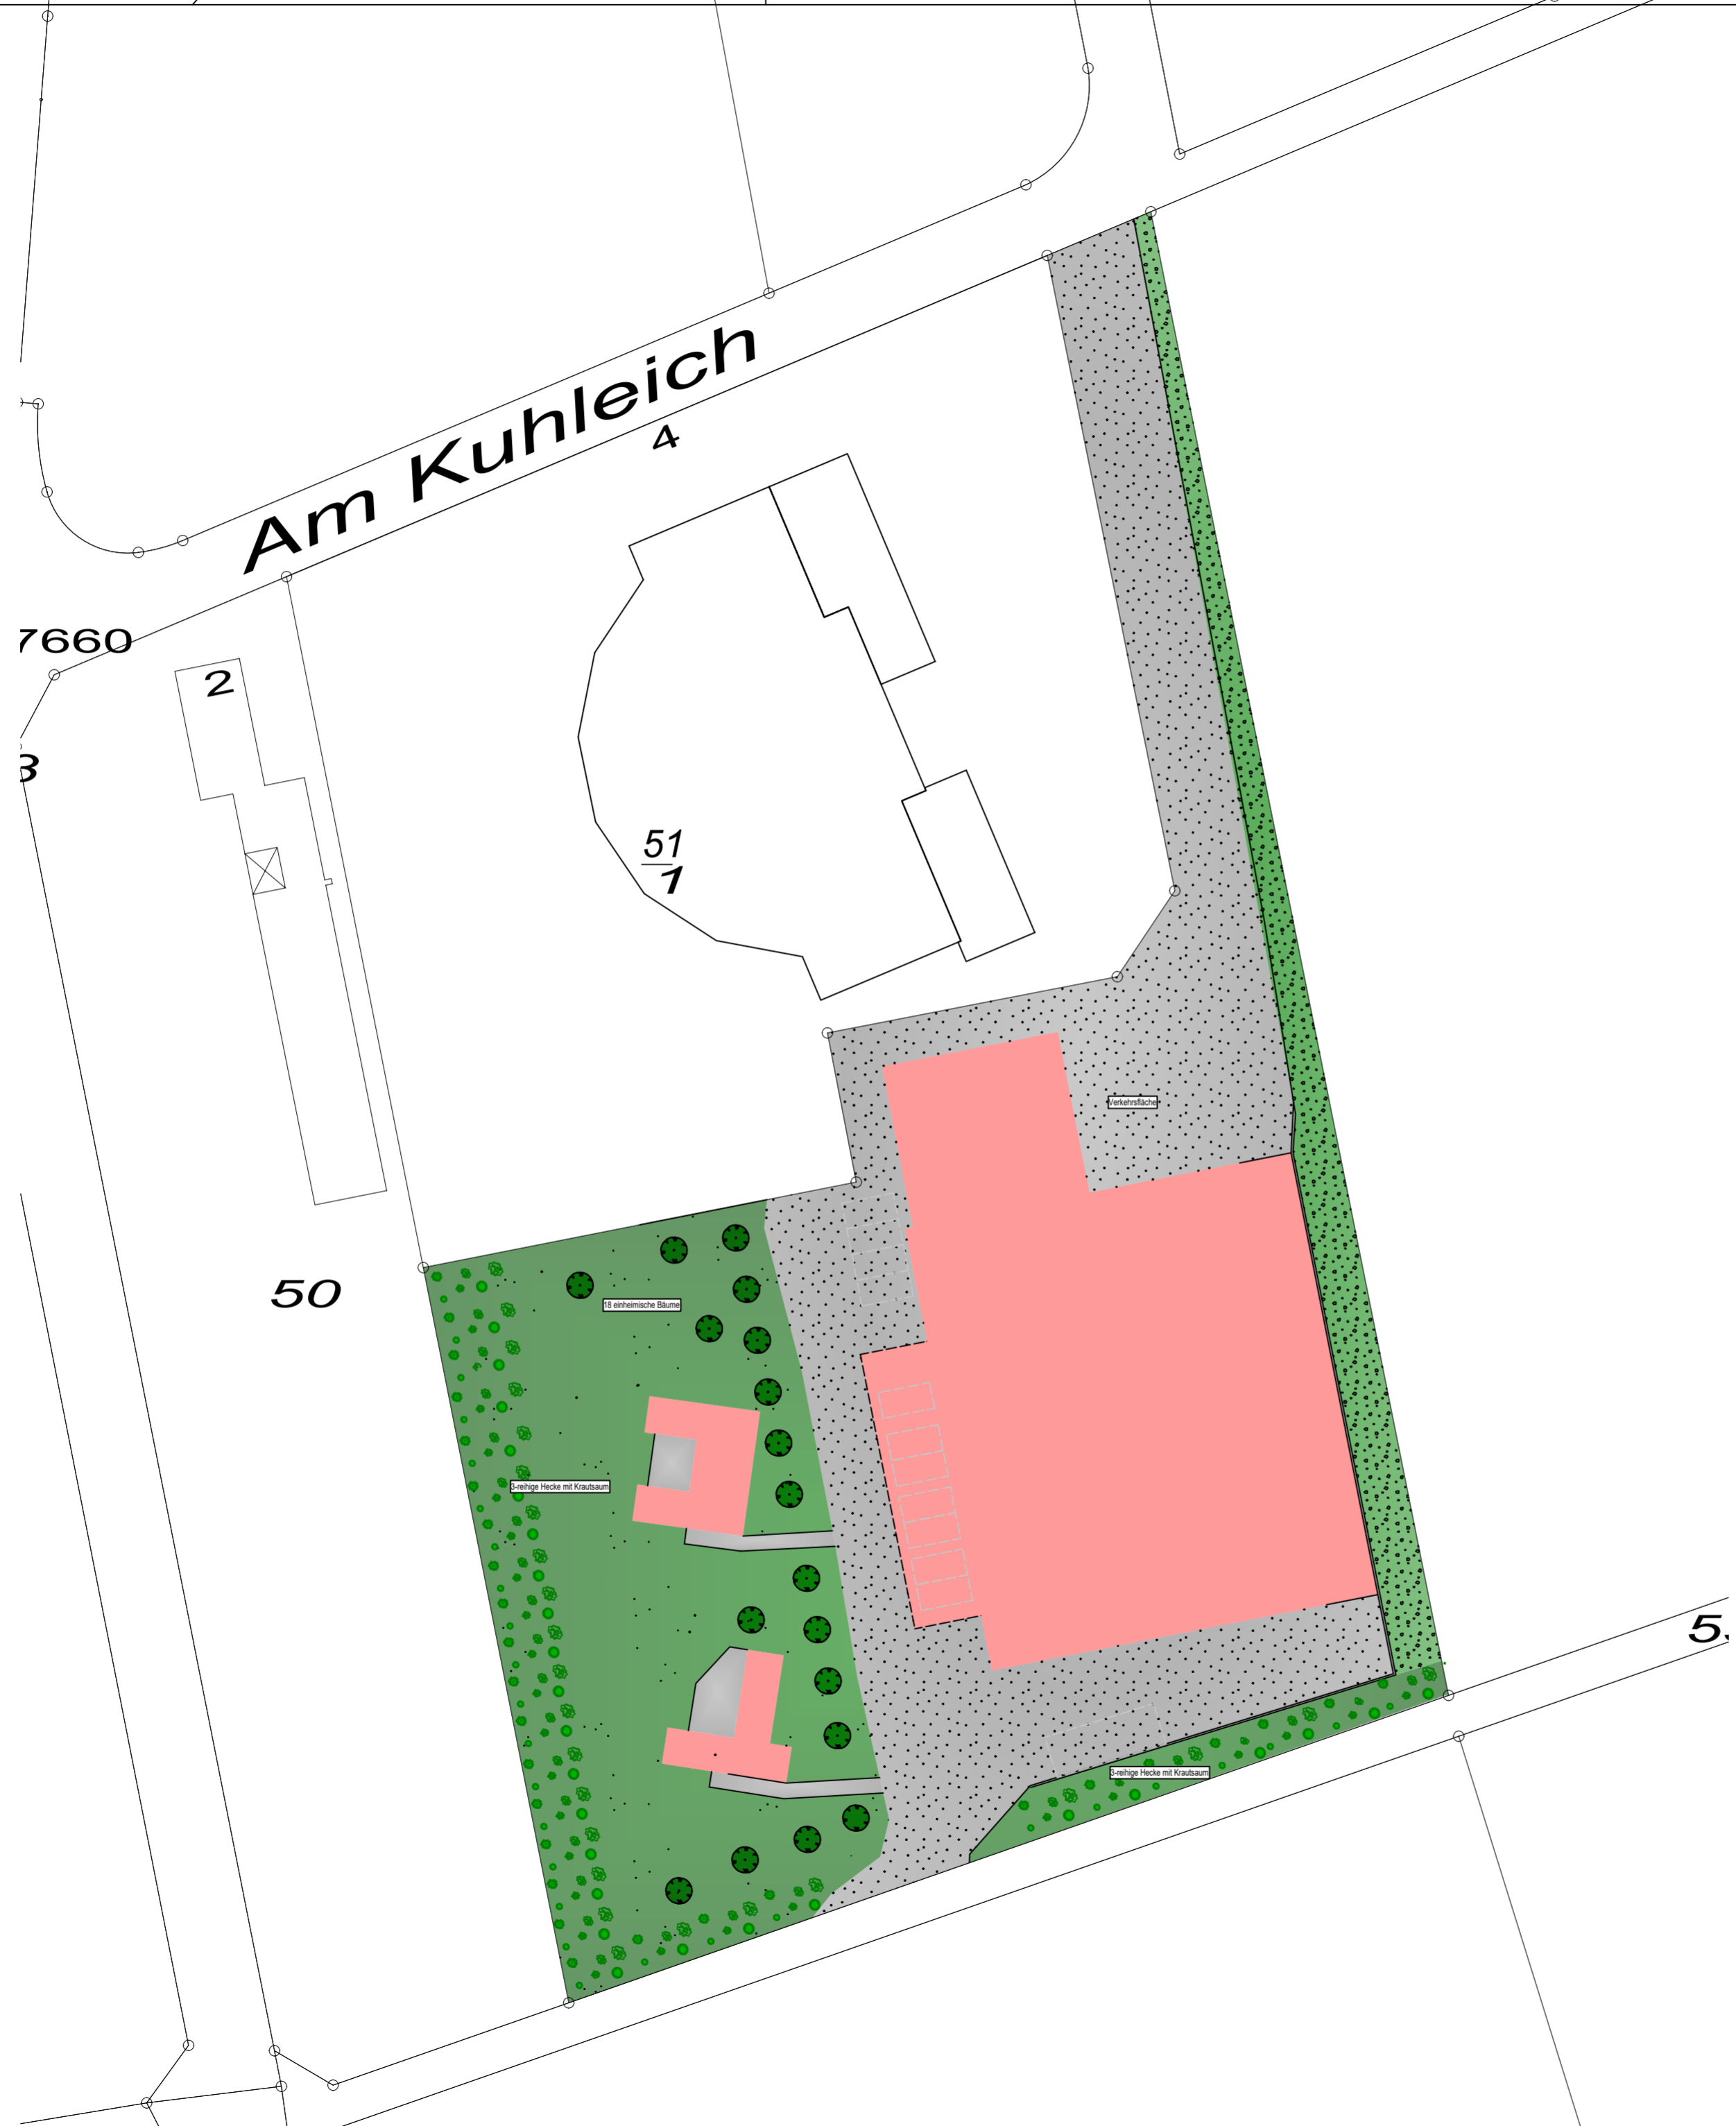 Am Kuhleich
4
7660
2
3
51
1
Verkehrsfläche
50
18 einheimische Bäume
3-reihige Hecke mit Krautsaum
3-reihige Hecke mit Krautsaum